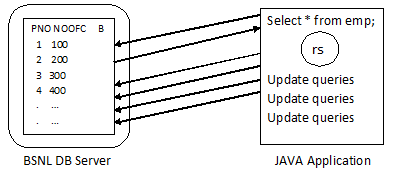 PNO NOOFC B
1 100
2 200
3 300
4 400
. ...
. ...
BSNL DB Server
Select * from emp;
rs
Update queries
Update queries
Update queries
JAVA Application